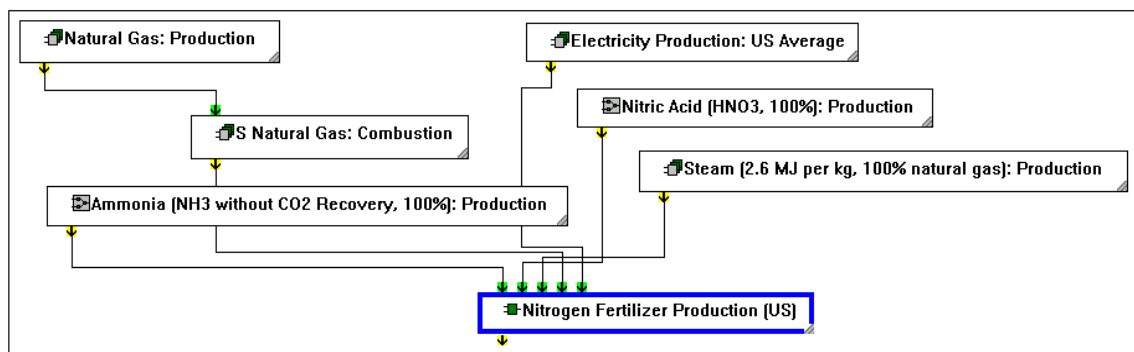 Natural Gas: Production
Electricity Production: US Average
Nitric Acid (HNO3, 100%): Production
S Natural Gas: Combustion
Steam (2.6 MJ per kg, 100% natural gas): Production
Ammonia (NH3 without CO2 Recovery, 100%): Production
Nitrogen Fertilizer Production (US)